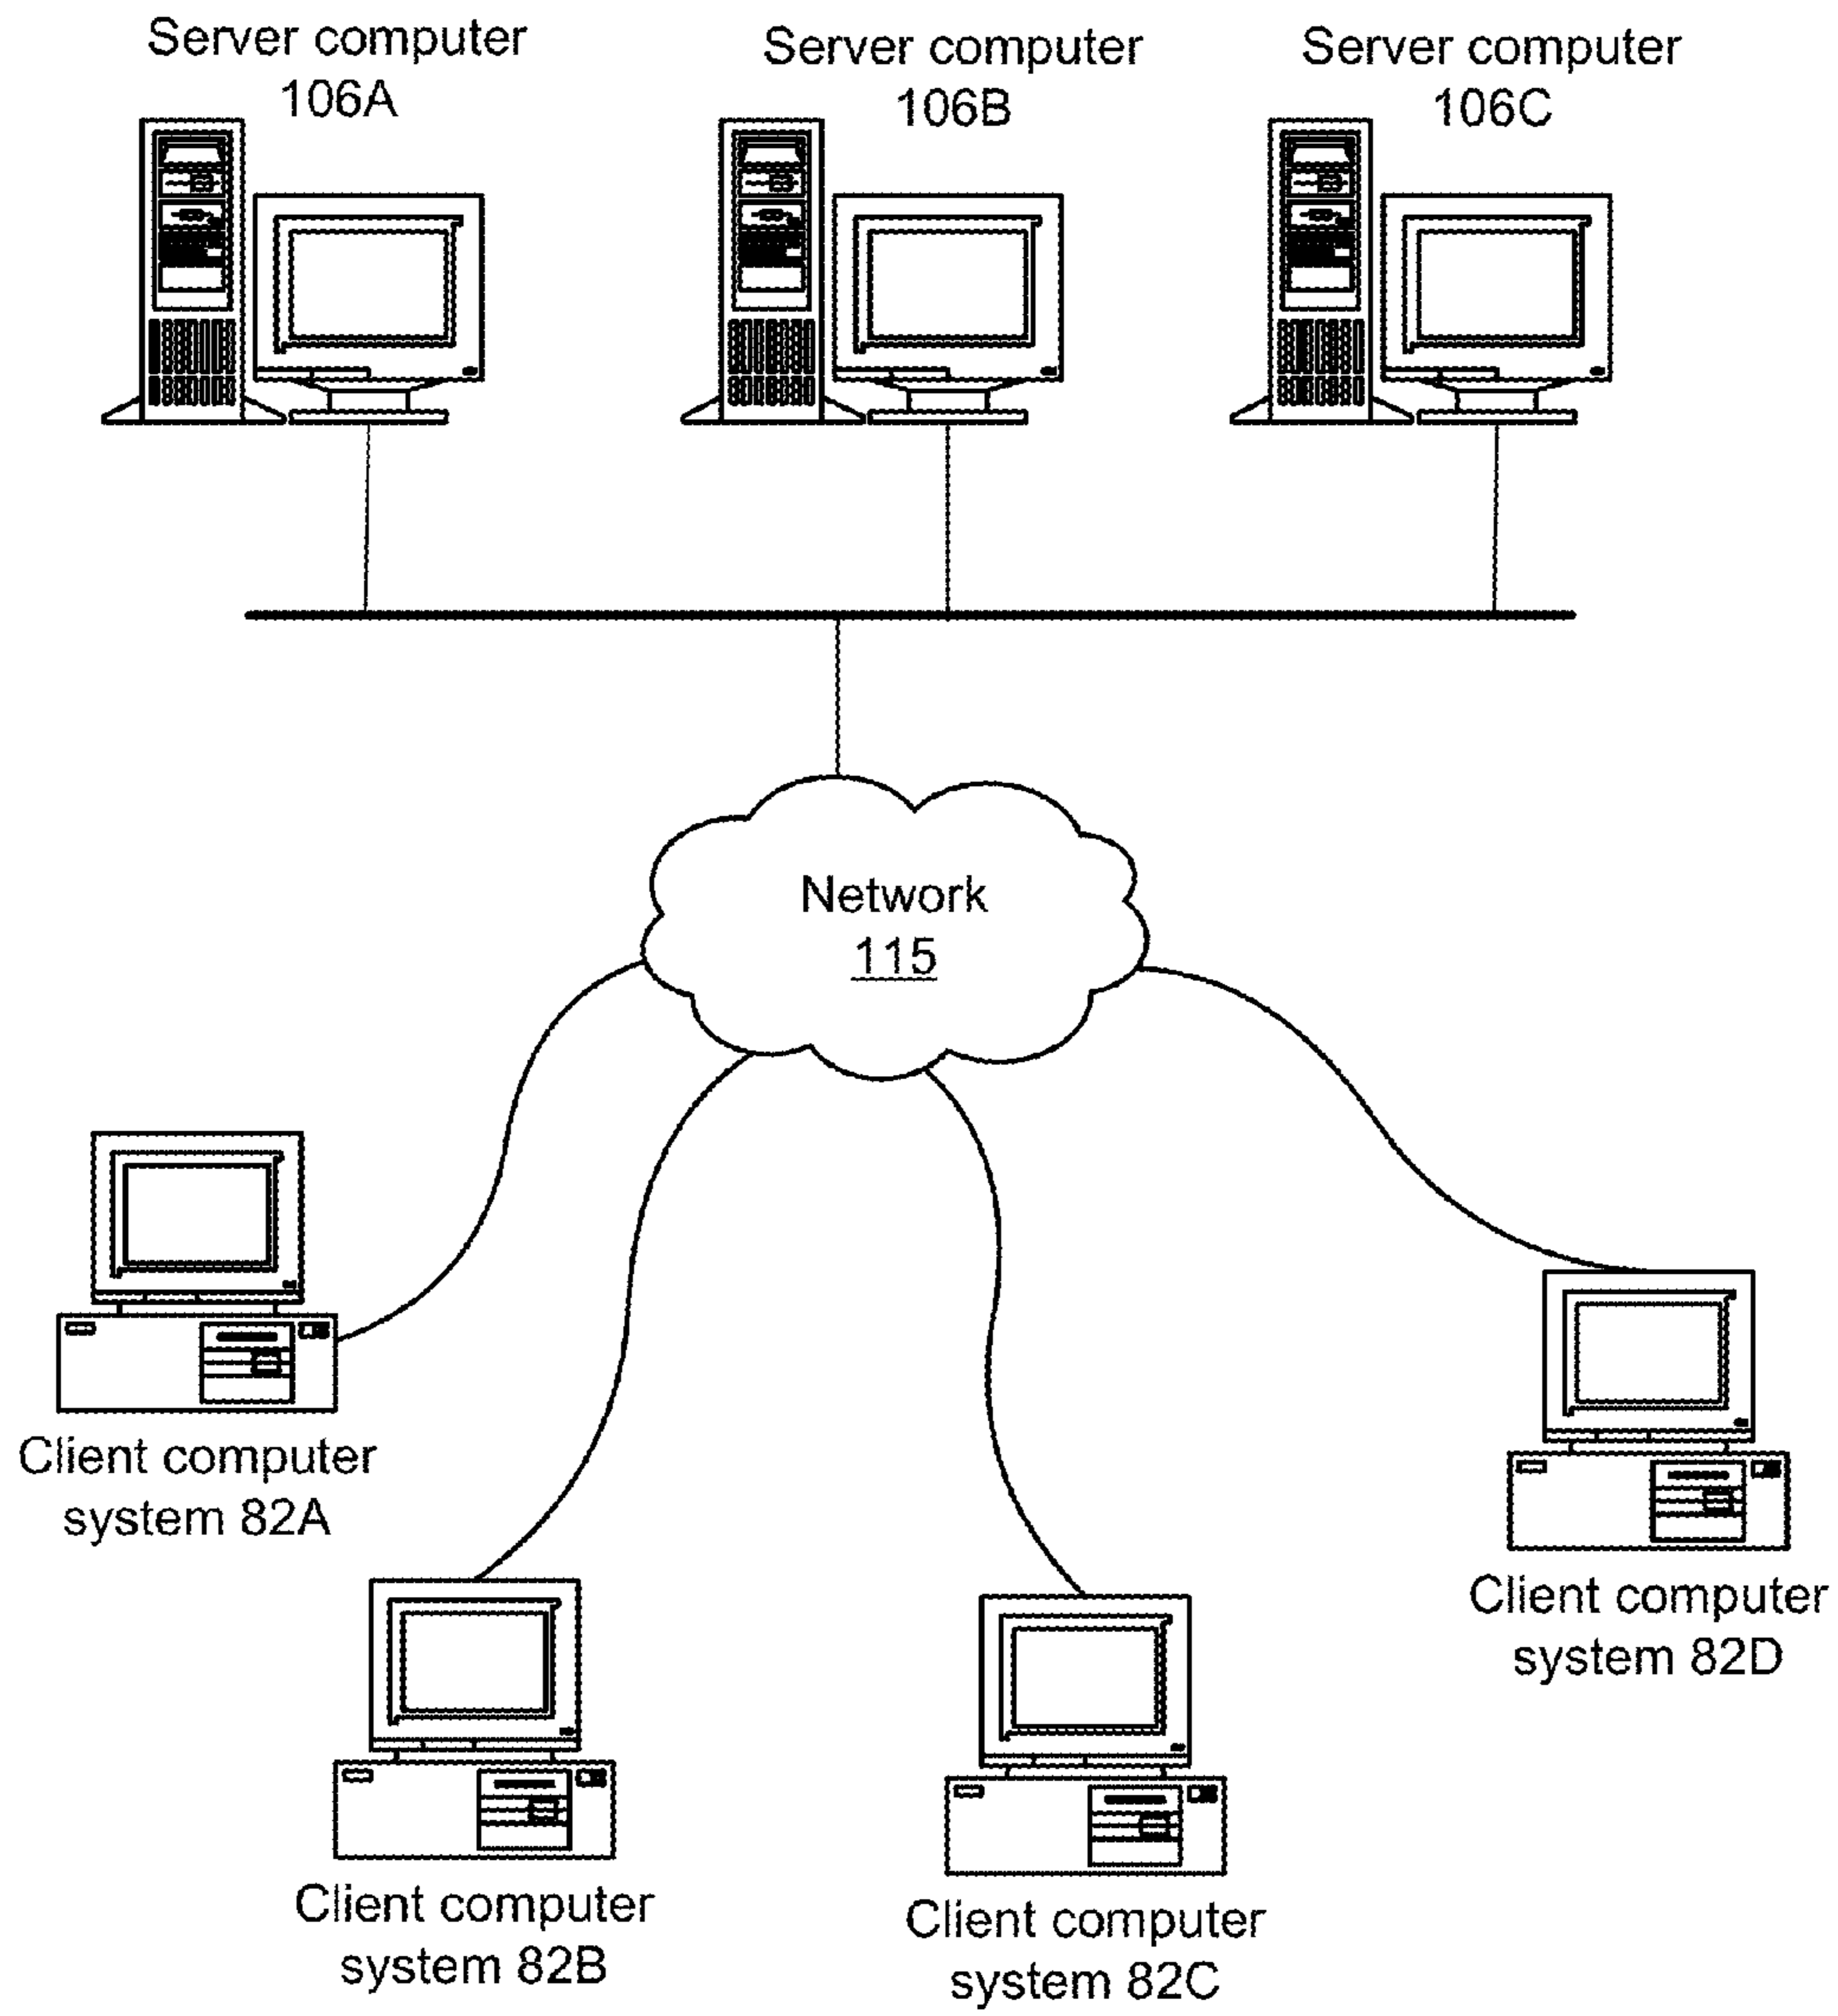 Server computer
106A
Server computer
106B
Server computer
106C
Network
115
Client computer
system 82A
Client computer
system 82B
Client computer
system 82C
Client computer
system 82D